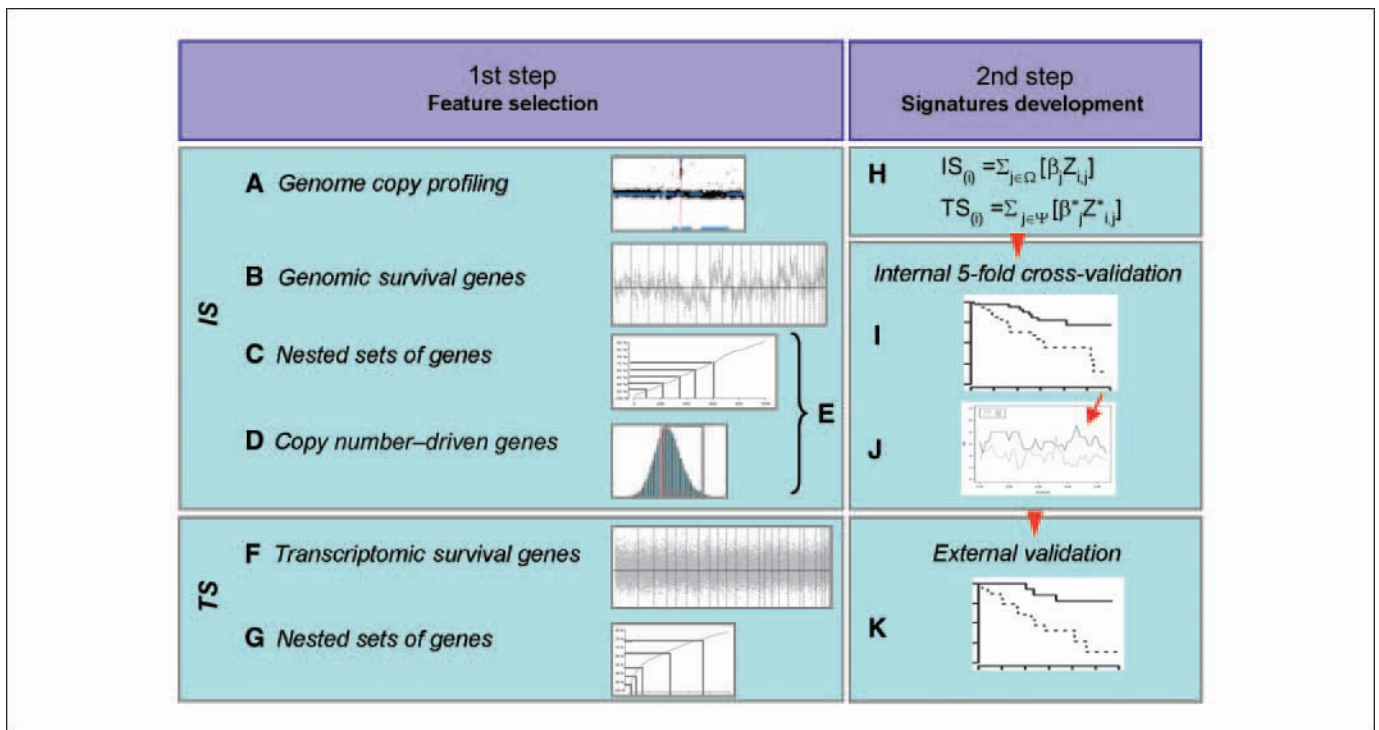 1st step
Feature selection
2nd step
Signatures development
IS
A Genome copy profiling
B Genomic survival genes
C Nested sets of genes
D Copy number–driven genes
E
TS
F Transcriptomic survival genes
G Nested sets of genes
H IS(i) =Σj∈Ω [βjZi,j]
TS(i) =Σj∈Ψ [β*jZ*i,j]
Internal 5-fold cross-validation
I
J
External validation
K